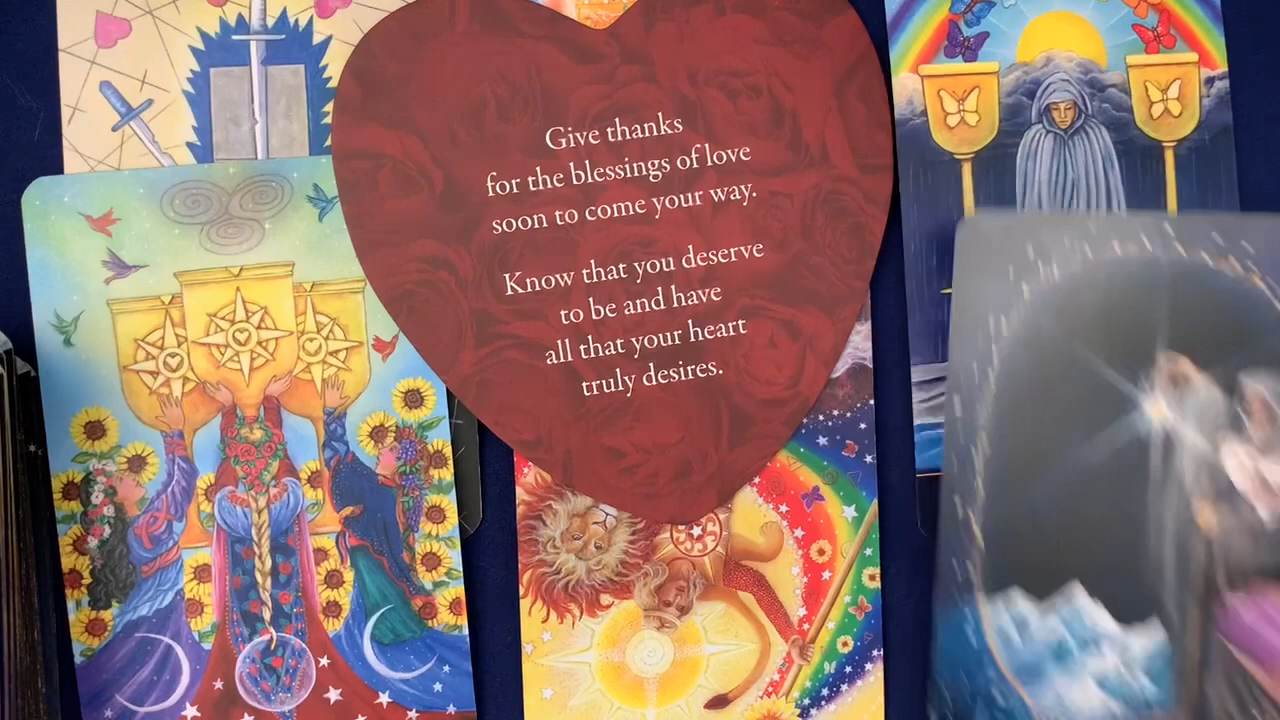 Give thanks
for the blessings of love
soon to come your way.
Know that you deserve
to be and have
all that your heart
truly desires.